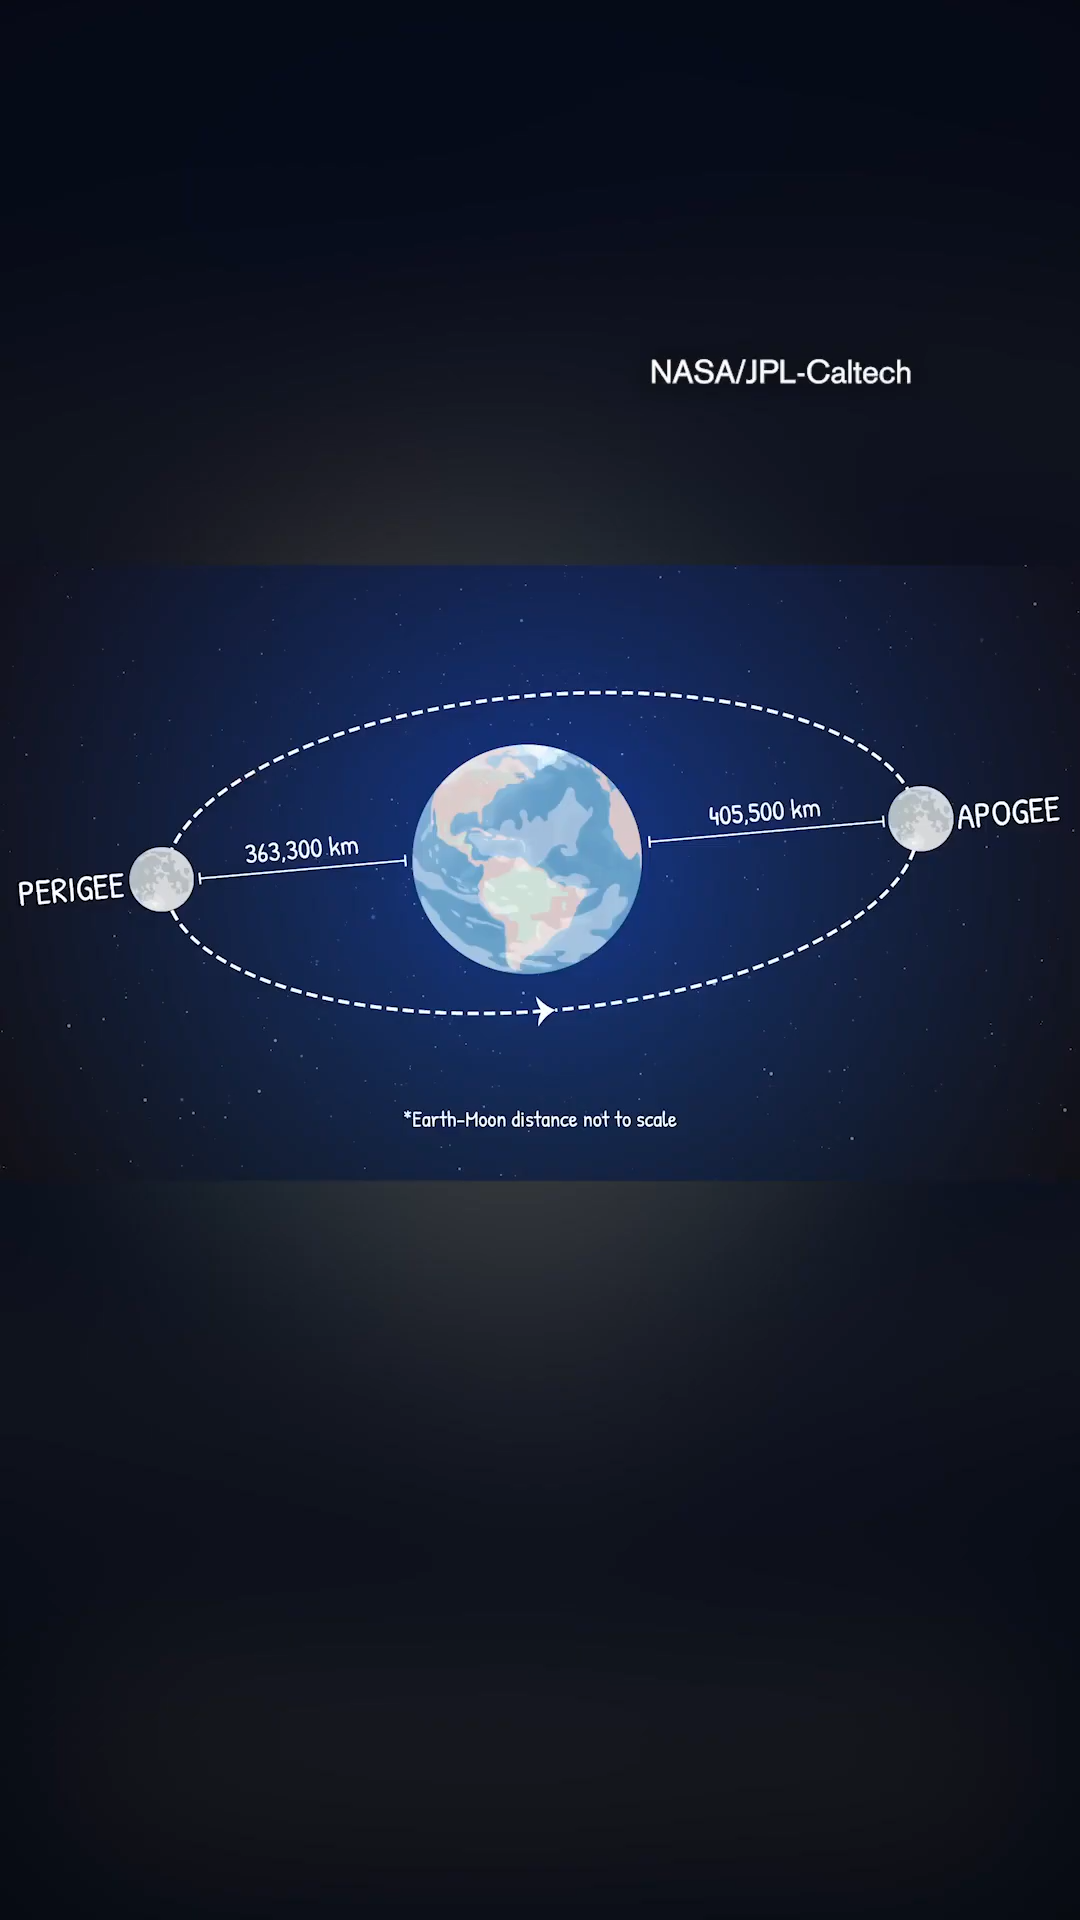 NASA/JPL-Caltech
405,500 km
APOGEE
363,300 km
PERIGEE
*Earth-Moon distance not to scale